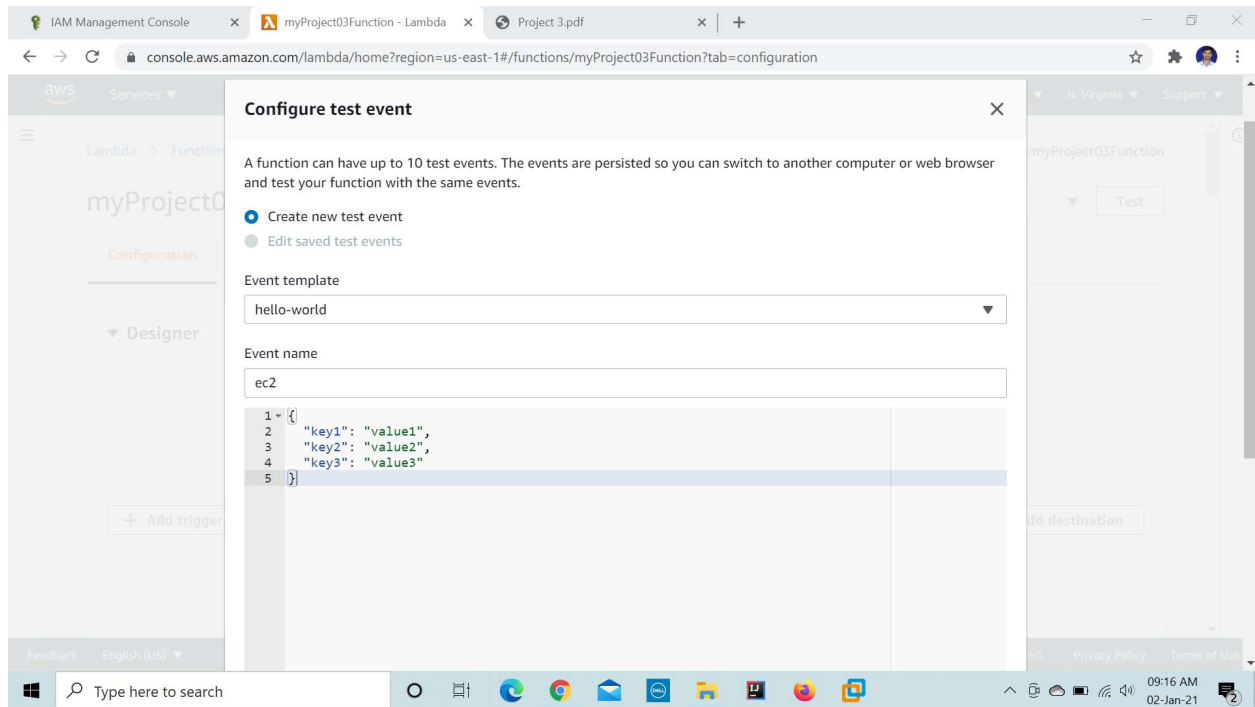 IAM Management Console
myProject03Function - Lambda
Project 3.pdf
console.aws.amazon.com/lambda/home?region=us-east-1#/functions/myProject03Function?tab=configuration
aws Services N. Virginia Support
Configure test event
Lambda > Function
:myProject03Function
A function can have up to 10 test events. The events are persisted so you can switch to another computer or web browser
and test your function with the same events.
myProject0
Test
Create new test event
Edit saved test events
Configuration
Event template
hello-world
Designer
Event name
ec2
1 {
2 "key1": "value1",
3 "key2": "value2",
4 "key3": "value3"
5 }
+ Add trigger
dd destination
Feedback English (US) Privacy Policy Terms of Use
Type here to search
DELL
IJ
09:16 AM
02-Jan-21
2